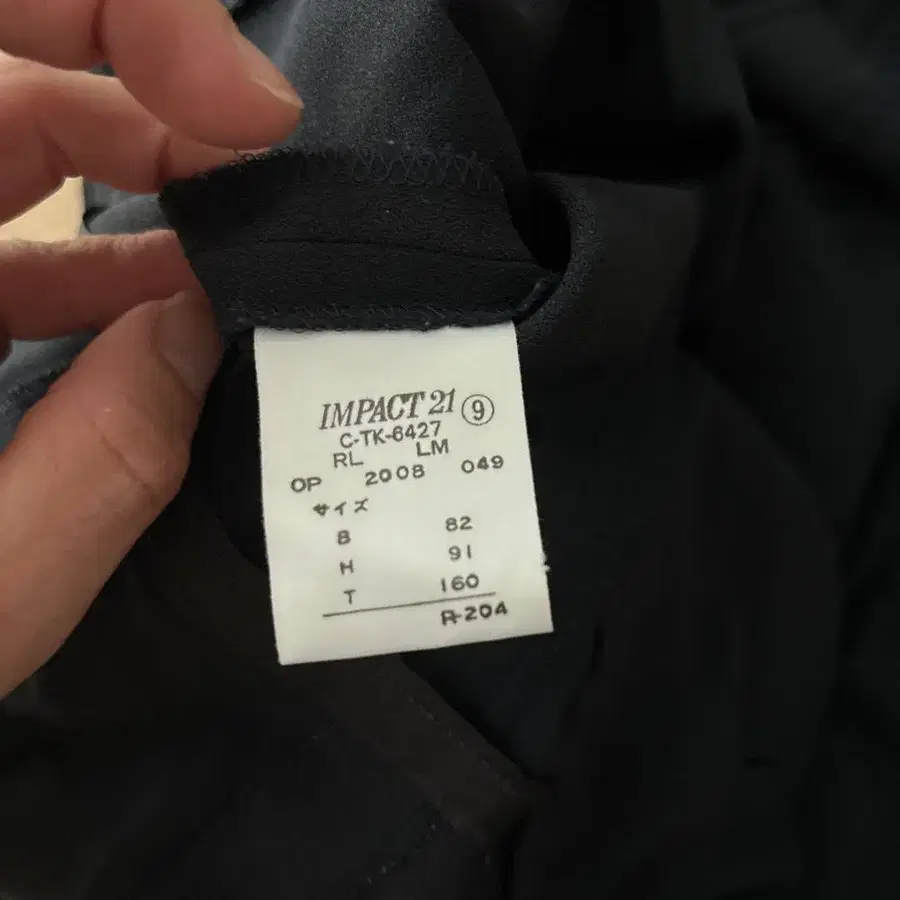 IMPACT 21 ⑨
C-TK-6427
RL LM
OP 2008 049
サイズ
B 82
H 91
T 160
R-204